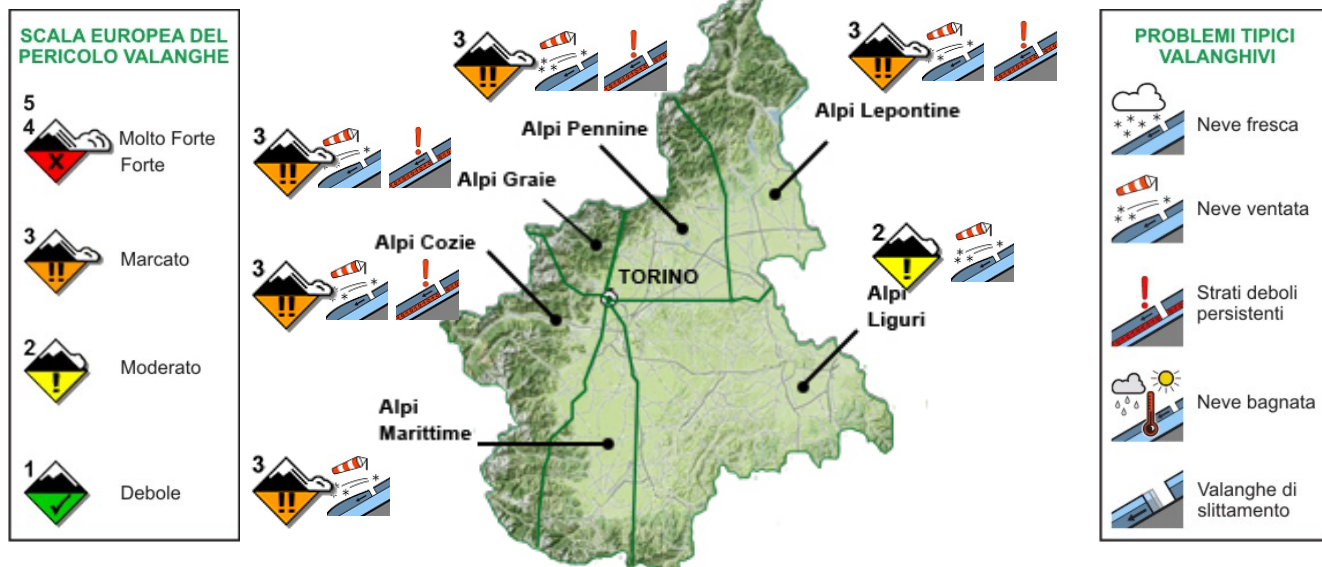 SCALA EUROPEA DEL
PERICOLO VALANGHE
5
4
Molto Forte
Forte
3
Marcato
2
Moderato
1
Debole
3
3
3
3
3
2
Alpi Pennine
Alpi Lepontine
Alpi Graie
Alpi Cozie
TORINO
Alpi
Liguri
Alpi
Marittime
PROBLEMI TIPICI
VALANGHIVI
Neve fresca
Neve ventata
Strati deboli
persistenti
Neve bagnata
Valanghe di
slittamento